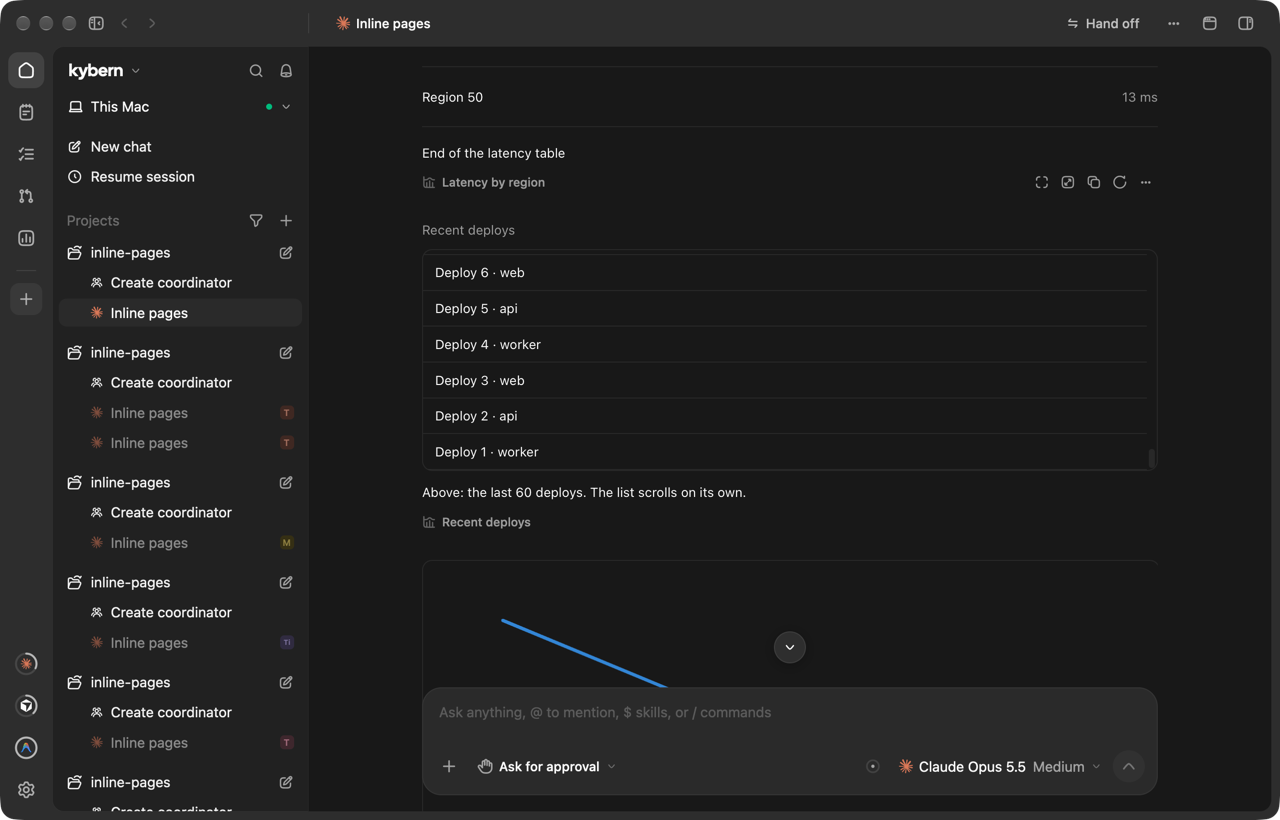 Inline pages
Hand off
kybern
This Mac
New chat
Resume session
Projects
inline-pages
Create coordinator
Inline pages
inline-pages
Create coordinator
Inline pages T
Inline pages T
inline-pages
Create coordinator
Inline pages M
inline-pages
Create coordinator
Inline pages Ti
inline-pages
Create coordinator
Inline pages T
inline-pages
Create coordinator
Region 50 13 ms
End of the latency table
Latency by region
Recent deploys
Deploy 6 · web
Deploy 5 · api
Deploy 4 · worker
Deploy 3 · web
Deploy 2 · api
Deploy 1 · worker
Above: the last 60 deploys. The list scrolls on its own.
Recent deploys
Ask anything, @ to mention, $ skills, or / commands
Ask for approval
Claude Opus 5.5 Medium